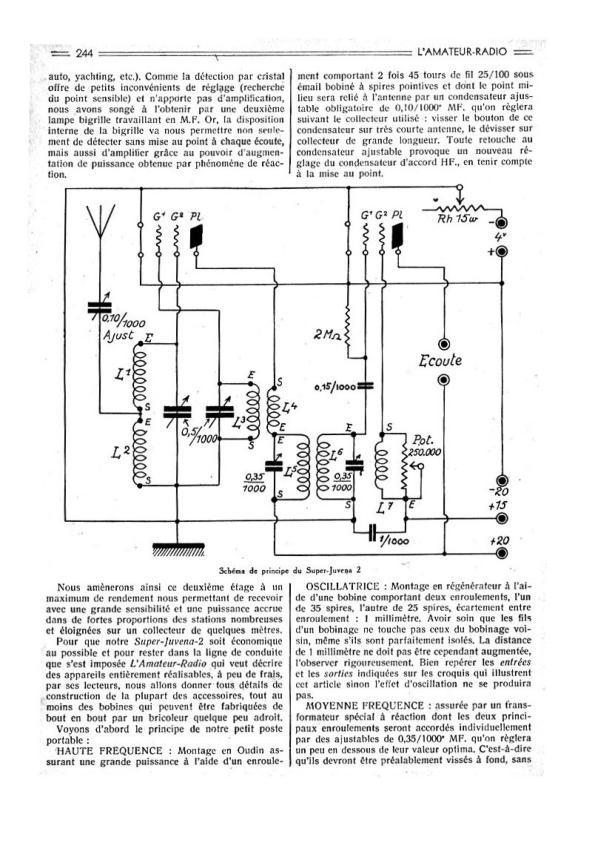 244
L'AMATEUR-RADIO
auto, yachting, etc.). Comme la détection par cristal
offre de petits inconvénients de réglage (recherche
du point sensible) et n'apporte pas d'amplification,
nous avons songé à l'obtenir par une deuxième
lampe bigrille travaillant en M.F. Or, la disposition
interne de la bigrille va nous permettre non seule-
ment de détecter sans mise au point à chaque écoute,
mais aussi d'amplifier grâce au pouvoir d'augmen-
tation de puissance obtenue par phénomène de réac-
tion.
ment comportant 2 fois 45 tours de fil 25/100 sous
émail bobiné à spires pointives et dont le point mi-
lieu sera relié à l'antenne par un condensateur ajus-
table obligatoire de 0,10/1000° MF. qu'on règlera
suivant le collecteur utilisé : visser le bouton de ce
condensateur sur très courte antenne, le dévisser sur
collecteur de grande longueur. Toute retouche au
condensateur ajustable provoque un nouveau ré-
glage du condensateur d'accord HF., en tenir compte
à la mise au point.
G¹ G² Pl
G¹ G² Pl
Rh 15w
4v
+
0,10/1000
Ajust
E
L¹
S
E
L²
S
0,5/1000
E
L³
S
S
L⁴
E
2MΩ
0,15/1000
Ecoute
E
L⁵
S
0,35
1000
E
L⁶
S
0,35
1000
S
L⁷
E
Pot.
250.000
1/1000
-20
+15
+20
Schéma de principe du Super-Juvena 2
Nous amènerons ainsi ce deuxième étage à un
maximum de rendement nous permettant de recevoir
avec une grande sensibilité et une puissance accrue
dans de fortes proportions des stations nombreuses
et éloignées sur un collecteur de quelques mètres.
Pour que notre Super-Juvena-2 soit économique
au possible et pour rester dans la ligne de conduite
que s'est imposée L'Amateur-Radio qui veut décrire
des appareils entièrement réalisables, à peu de frais,
par ses lecteurs, nous allons donner tous détails de
construction de la plupart des accessoires, tout au
moins des bobines qui peuvent être fabriquées de
bout en bout par un bricoleur quelque peu adroit.
Voyons d'abord le principe de notre petit poste
portable :
HAUTE FREQUENCE : Montage en Oudin as-
surant une grande puissance à l'aide d'un enroule-
OSCILLATRICE : Montage en régénérateur à l'ai-
de d'une bobine comportant deux enroulements, l'un
de 35 spires, l'autre de 25 spires, écartement entre
enroulement : 1 millimètre. Avoir soin que les fils
d'un bobinage ne touche pas ceux du bobinage voi-
sin, même s'ils sont parfaitement isolés. La distance
de 1 millimètre ne doit pas être cependant augmentée,
l'observer rigoureusement. Bien repérer les entrées
et les sorties indiquées sur les croquis qui illustrent
cet article sinon l'effet d'oscillation ne se produira
pas.
MOYENNE FREQUENCE : assurée par un trans-
formateur spécial à réaction dont les deux princi-
paux enroulements seront accordés individuellement
par des ajustables de 0,35/1000° MF. qu'on règlera
un peu en dessous de leur valeur optima. C'est-à-dire
qu'ils devront être préalablement vissés à fond, sans